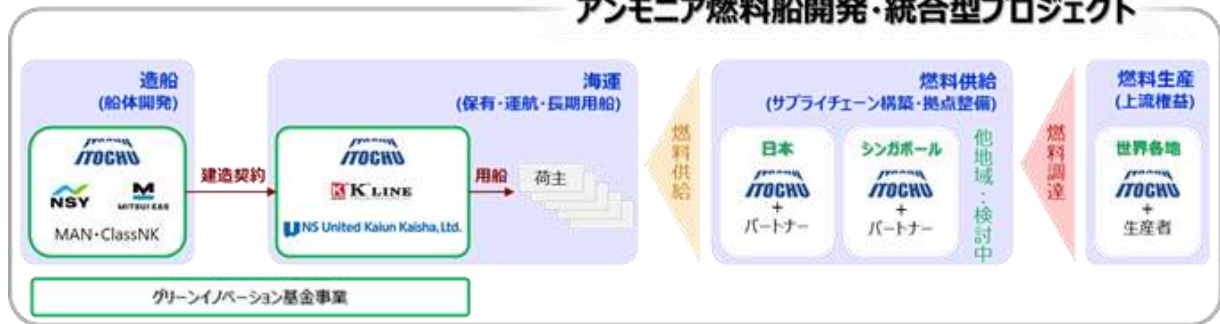 アンモニア燃料船開発・統合型プロジェクト
造船
(船体開発)
ITOCHU
NSY
MITSUI E&S
MAN・ClassNK
建造契約
海運
(保有・運航・長期用船)
ITOCHU
K "K" LINE
NS United Kaiun Kaisha, Ltd.
用船
荷主
燃料供給
燃料供給
(サプライチェーン構築・拠点整備)
日本
ITOCHU
+
パートナー
シンガポール
ITOCHU
+
パートナー
他地域・検討中
燃料調達
燃料生産
(上流権益)
世界各地
ITOCHU
+
生産者
グリーンイノベーション基金事業